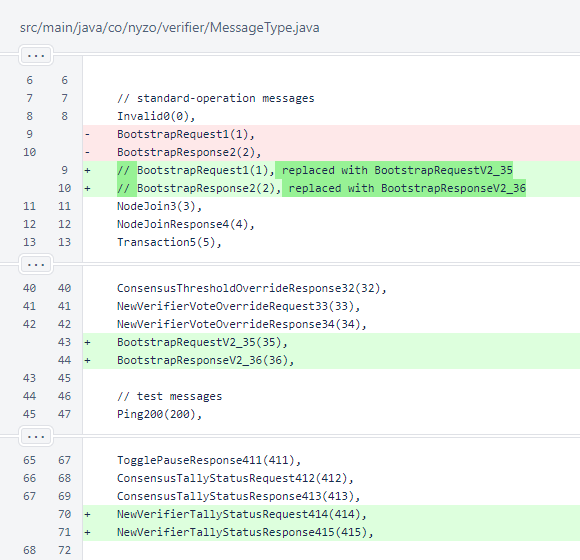 src/main/java/co/nyzo/verifier/MessageType.java
...
6 6
7 7 // standard-operation messages
8 8 Invalid0(0),
9 - BootstrapRequest1(1),
10 - BootstrapResponse2(2),
9 + // BootstrapRequest1(1), replaced with BootstrapRequestV2_35
10 + // BootstrapResponse2(2), replaced with BootstrapResponseV2_36
11 11 NodeJoin3(3),
12 12 NodeJoinResponse4(4),
13 13 Transaction5(5),
...
40 40 ConsensusThresholdOverrideResponse32(32),
41 41 NewVerifierVoteOverrideRequest33(33),
42 42 NewVerifierVoteOverrideResponse34(34),
43 + BootstrapRequestV2_35(35),
44 + BootstrapResponseV2_36(36),
43 45
44 46 // test messages
45 47 Ping200(200),
...
65 67 TogglePauseResponse411(411),
66 68 ConsensusTallyStatusRequest412(412),
67 69 ConsensusTallyStatusResponse413(413),
70 + NewVerifierTallyStatusRequest414(414),
71 + NewVerifierTallyStatusResponse415(415),
68 72